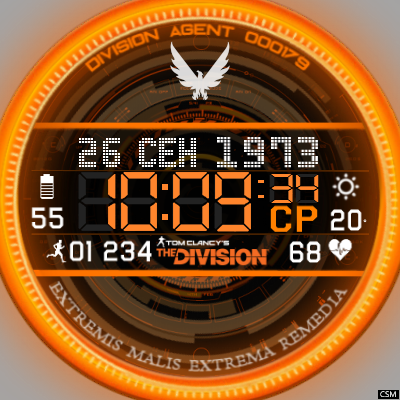 DIVISION AGENT 000179
26 СЕН 1973
10:09:34
СР
55
20°
01 234
TOM CLANCY'S
THE DIVISION
68
EXTREMIS MALIS EXTREMA REMEDIA
CSM